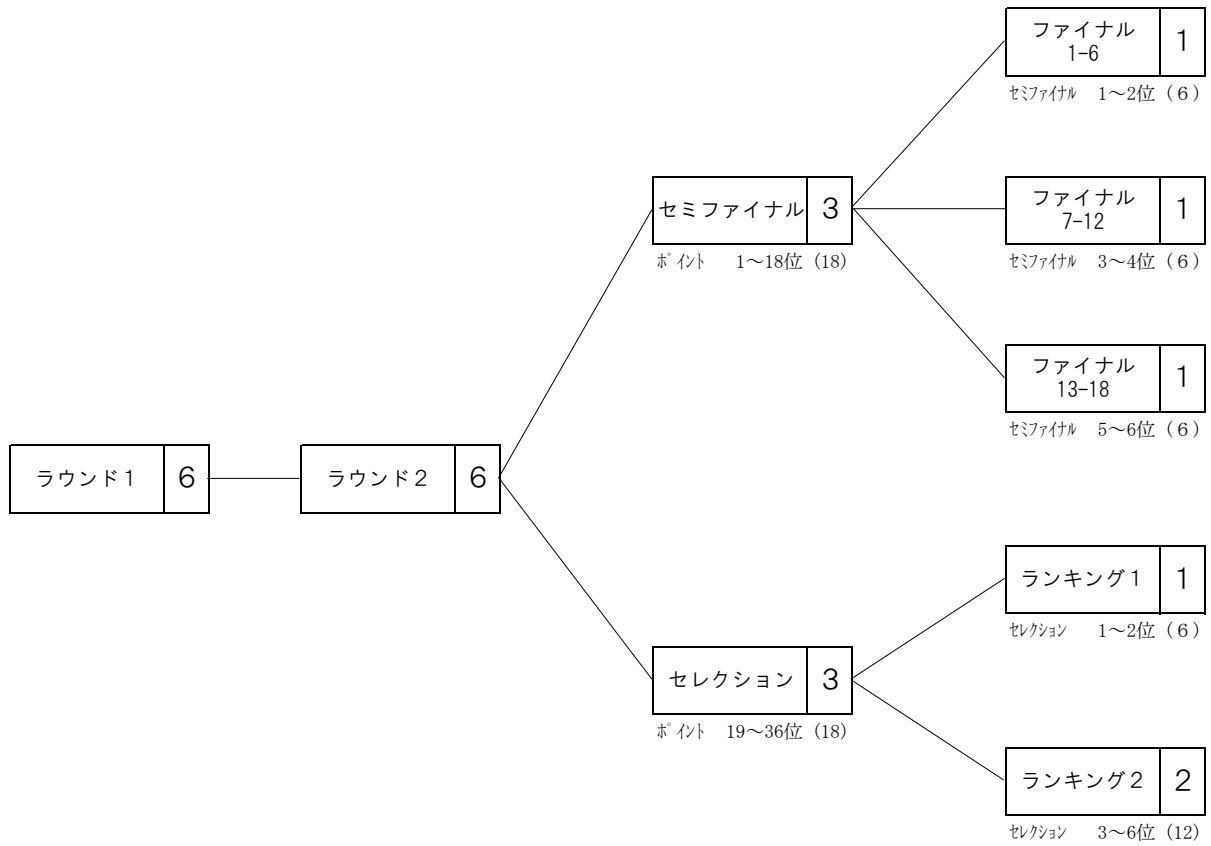 ファイナル
1-6
1
ｾﾐﾌｧｲﾅﾙ 1～2位（６）
ファイナル
7-12
1
ｾﾐﾌｧｲﾅﾙ 3～4位（６）
セミファイナル 3
ﾎﾟｲﾝﾄ 1～18位（18）
ファイナル
13-18
1
ｾﾐﾌｧｲﾅﾙ 5～6位（６）
ラウンド１ 6
ラウンド２ 6
ランキング１ 1
ｾﾚｸｼｮﾝ 1～2位（６）
セレクション 3
ﾎﾟｲﾝﾄ 19～36位（18）
ランキング２ 2
ｾﾚｸｼｮﾝ 3～6位（12）